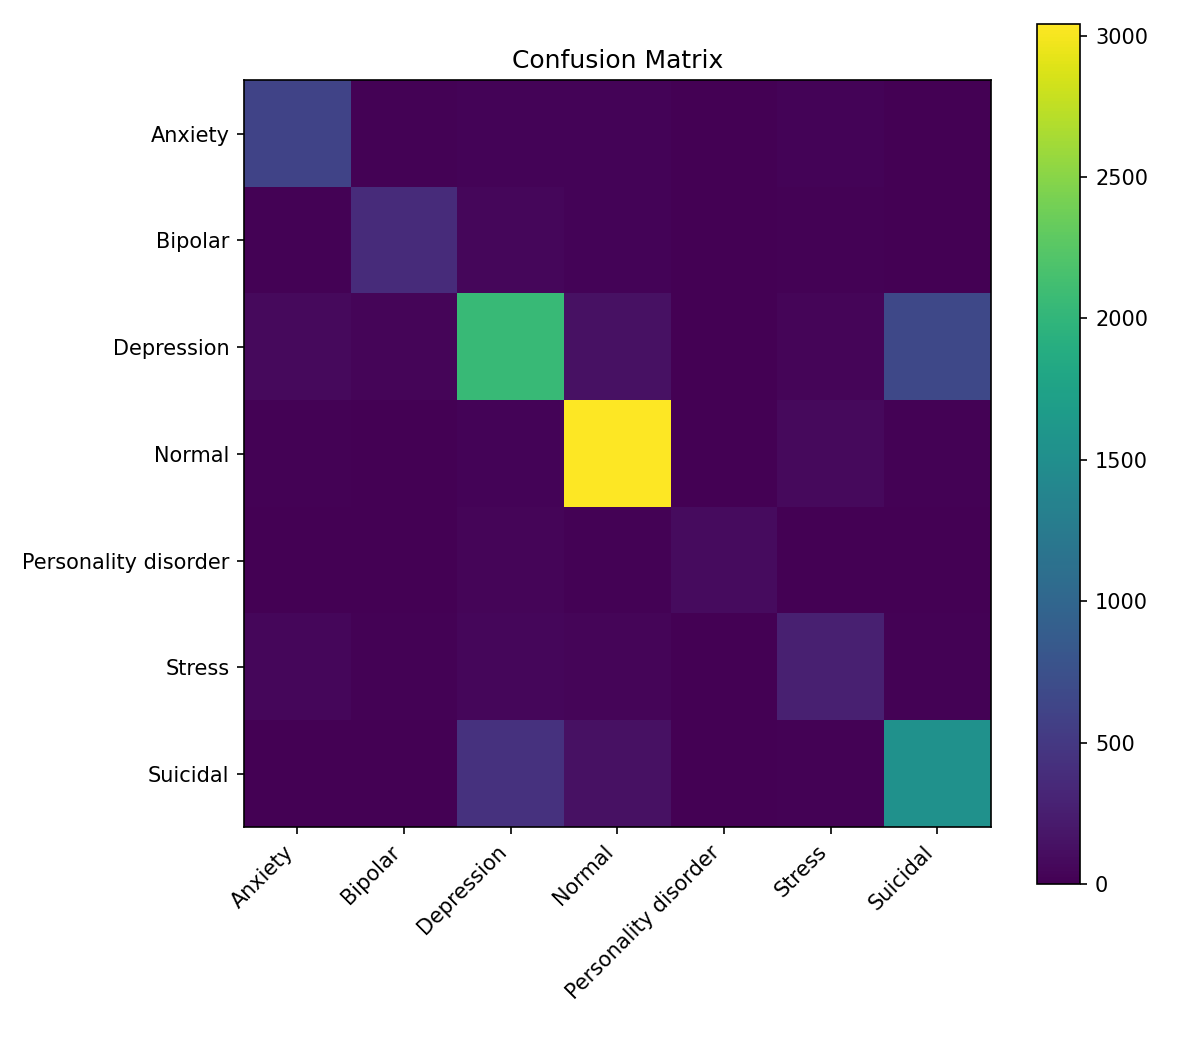 Confusion Matrix
Anxiety
Bipolar
Depression
Normal
Personality disorder
Stress
Suicidal
Anxiety
Bipolar
Depression
Normal
Personality disorder
Stress
Suicidal
3000
2500
2000
1500
1000
500
0